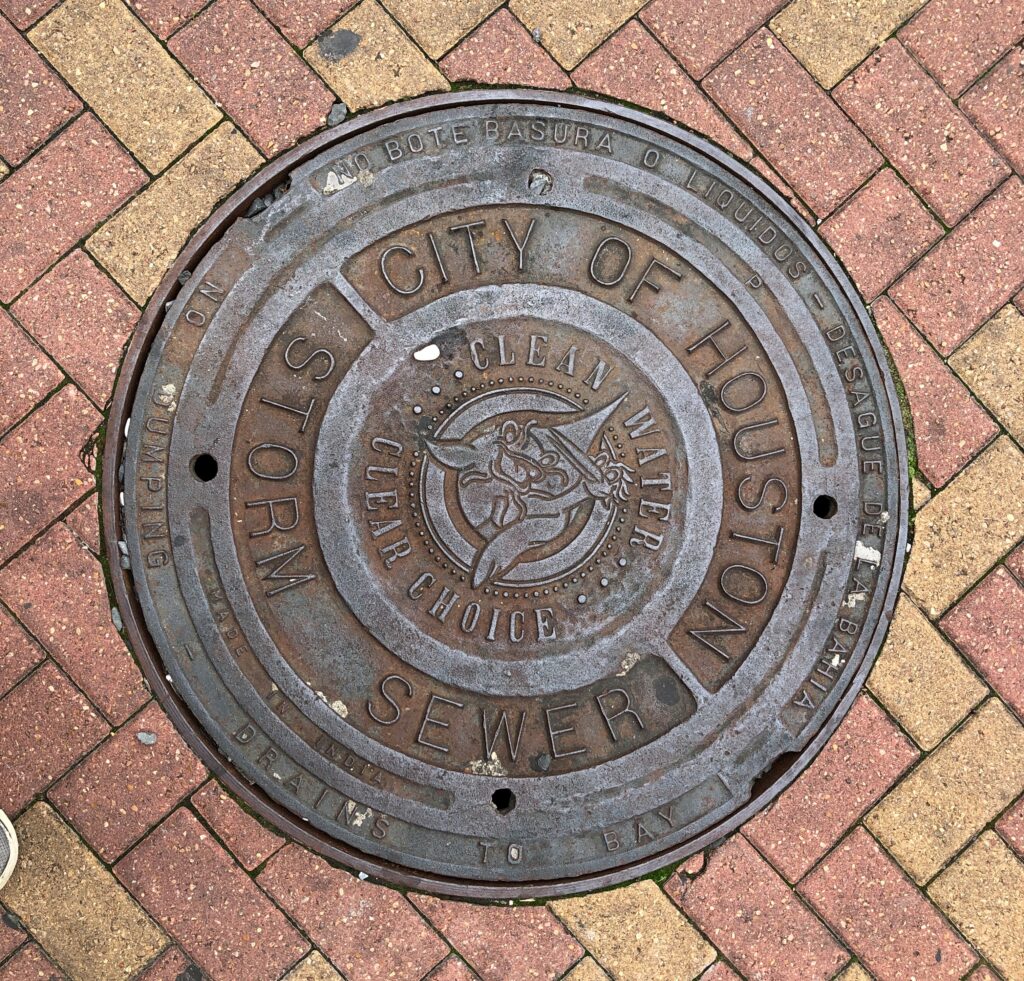 NO BOTE BASURA O LIQUIDOS - DESAGUE DE LA BAHIA
NO DUMPING - DRAINS TO BAY
P
MADE IN INDIA
CITY OF HOUSTON
STORM SEWER
CLEAN WATER
CLEAR CHOICE